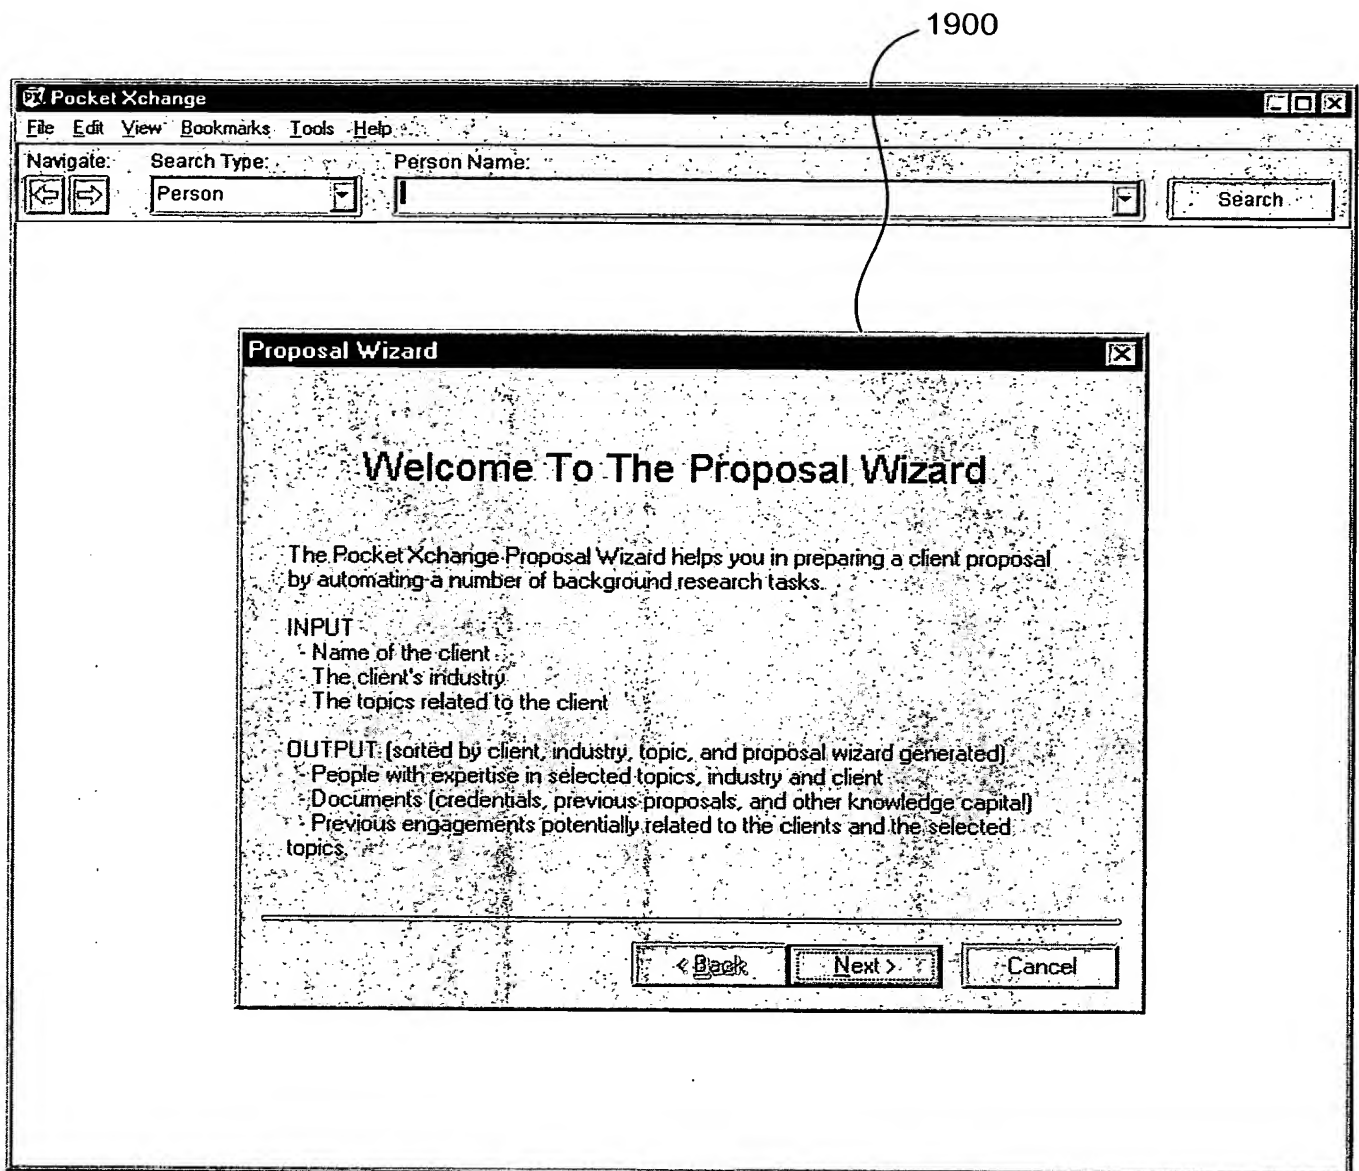 1900
PX Pocket Xchange
File Edit View Bookmarks Tools Help
Navigate: Search Type: Person Name:
Person Search
Proposal Wizard
Welcome To The Proposal Wizard
The Pocket Xchange Proposal Wizard helps you in preparing a client proposal
by automating a number of background research tasks.
INPUT
- Name of the client
- The client's industry
- The topics related to the client
OUTPUT (sorted by client, industry, topic, and proposal wizard generated)
- People with expertise in selected topics, industry and client
- Documents (credentials, previous proposals, and other knowledge capital)
- Previous engagements potentially related to the clients and the selected
topics.
< Back Next > Cancel